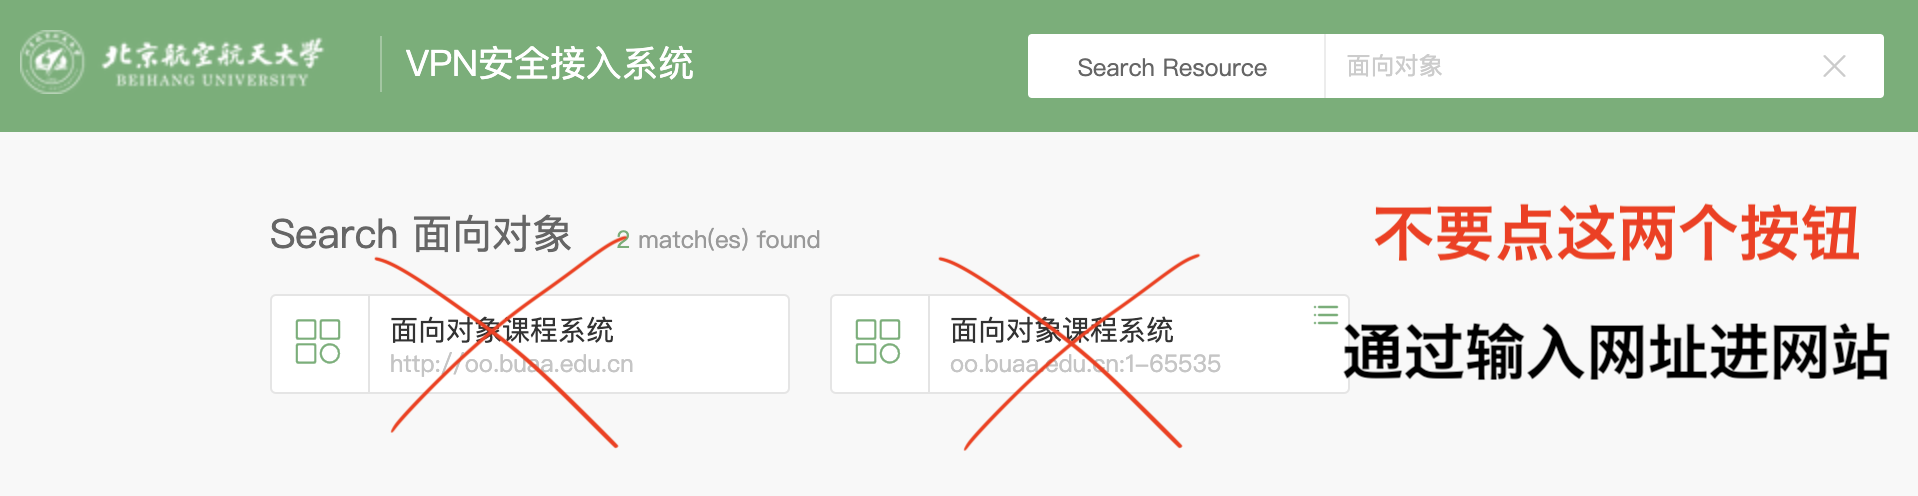 北京航空航天大學
BEIHANG UNIVERSITY
VPN安全接入系统
Search Resource
面向对象
Search 面向对象
2 match(es) found
不要点这两个按钮
面向对象课程系统
http://oo.buaa.edu.cn
面向对象课程系统
oo.buaa.edu.cn:1-65535
通过输入网址进网站